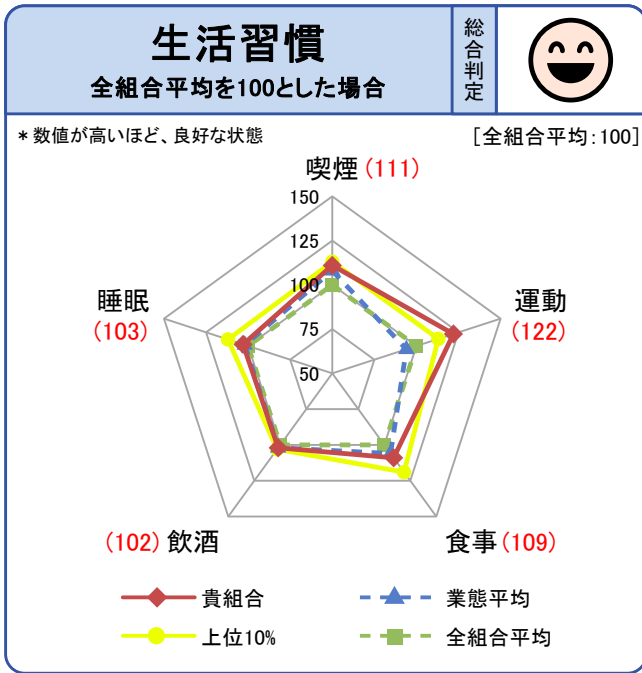 生活習慣
全組合平均を100とした場合
総合判定
*数値が高いほど、良好な状態
[全組合平均:100]
喫煙(111)
150
125
100
75
50
睡眠
(103)
運動
(122)
(102)飲酒
食事(109)
貴組合
業態平均
上位10%
全組合平均